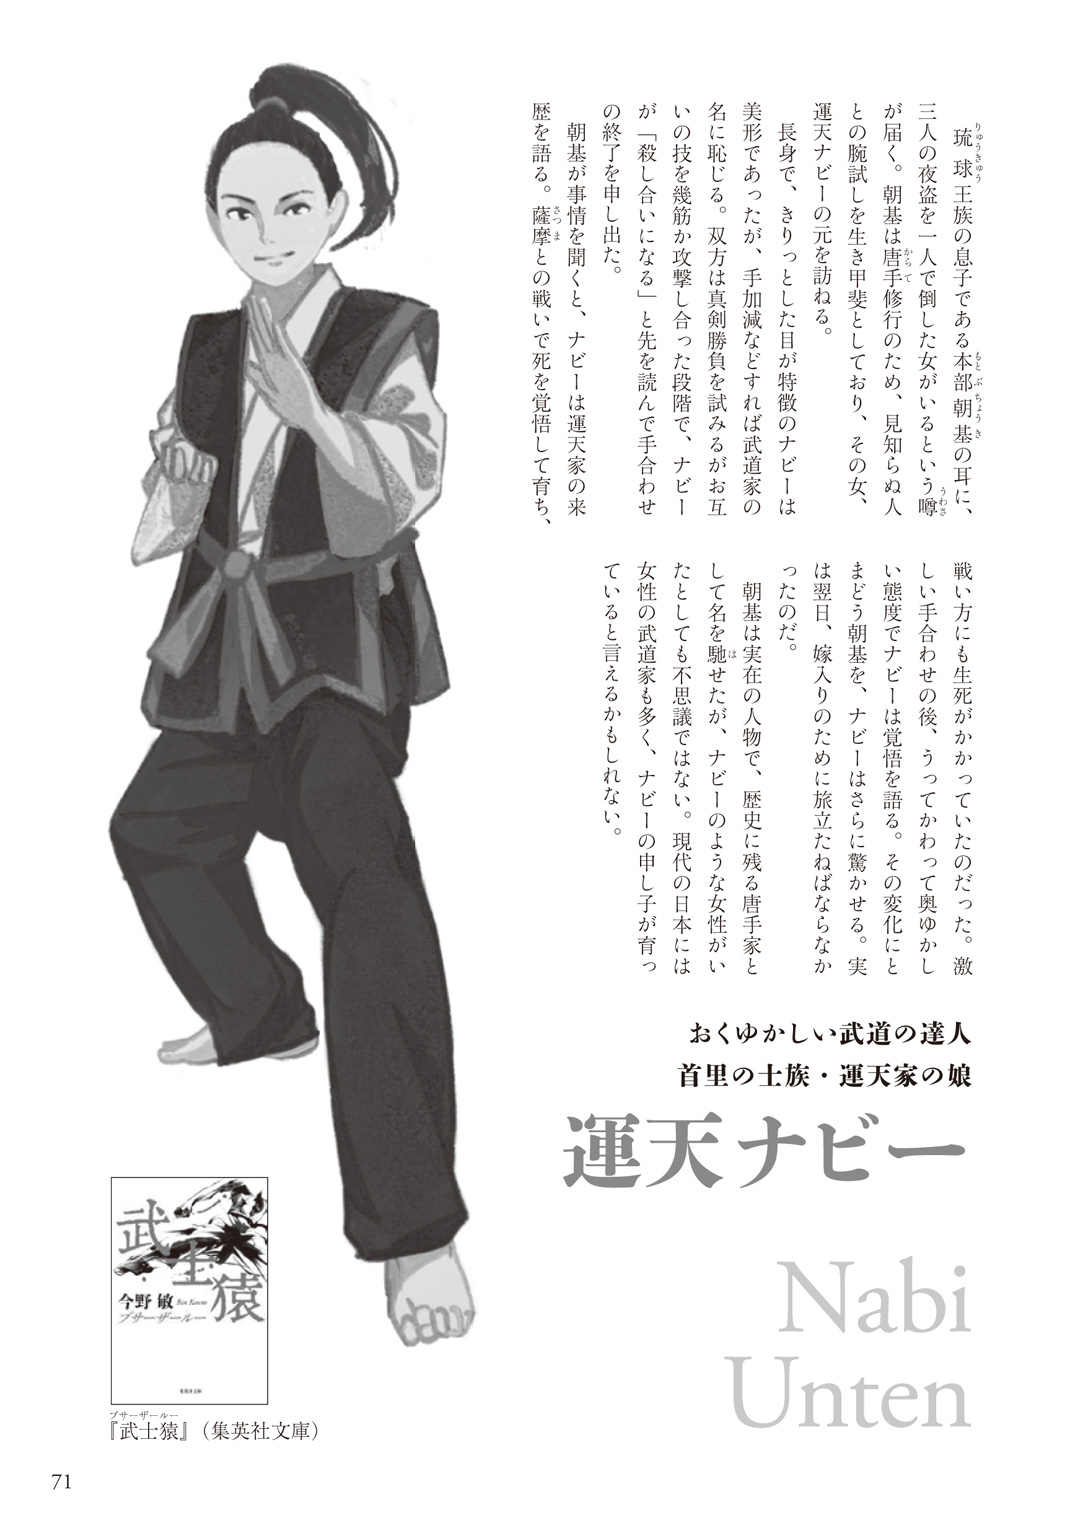 琉球王族の息子である本部朝基の耳に、
三人の夜盗を一人で倒した女がいるという噂
が届く。朝基は唐手修行のため、見知らぬ人
との腕試しを生き甲斐としており、その女、
運天ナビーの元を訪ねる。
長身で、きりっとした目が特徴のナビーは
美形であったが、手加減などすれば武道家の
名に恥じる。双方は真剣勝負を試みるがお互
いの技を幾筋か攻撃し合った段階で、ナビー
が「殺し合いになる」と先を読んで手合わせ
の終了を申し出た。
朝基が事情を聞くと、ナビーは運天家の来
歴を語る。薩摩との戦いで死を覚悟して育ち、
戦い方にも生死がかかっていたのだった。激
しい手合わせの後、うってかわって奥ゆかし
い態度でナビーは覚悟を語る。その変化にと
まどう朝基を、ナビーはさらに驚かせる。実
は翌日、嫁入りのために旅立たねばならなか
ったのだ。
朝基は実在の人物で、歴史に残る唐手家と
して名を馳せたが、ナビーのような女性がい
たとしても不思議ではない。現代の日本には
女性の武道家も多く、ナビーの申し子が育っ
ていると言えるかもしれない。
おくゆかしい武道の達人
首里の士族・運天家の娘
運天ナビー
Nabi
Unten
武士猿
今野 敏 Bin Konno
ブサーザールー
集英社文庫
『武士猿』（集英社文庫）
71